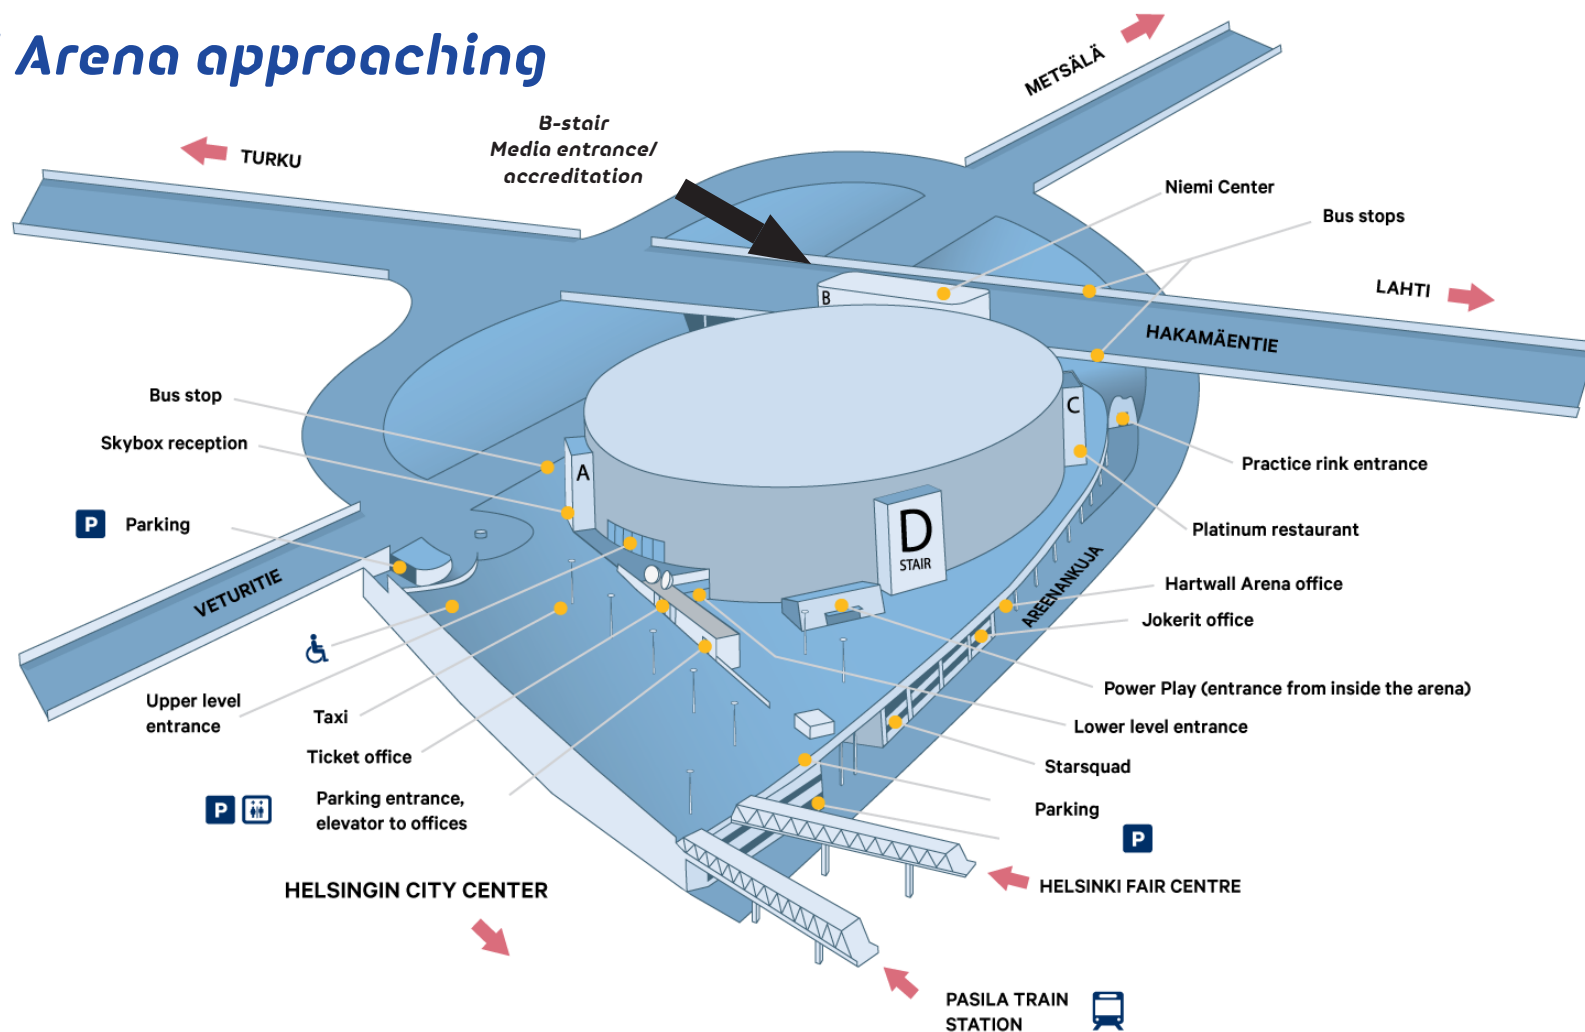 Arena approaching
METSÄLÄ
B-stair
Media entrance/
accreditation
TURKU
Niemi Center
Bus stops
LAHTI
B
HAKAMÄENTIE
Bus stop
C
Skybox reception
A
Practice rink entrance
P Parking
D
STAIR
Platinum restaurant
VETURITIE
AREENANKUJA
Hartwall Arena office
Jokerit office
Upper level
entrance
Power Play (entrance from inside the arena)
Taxi
Lower level entrance
Ticket office
Starsquad
P
Parking entrance,
elevator to offices
Parking
P
HELSINGIN CITY CENTER
HELSINKI FAIR CENTRE
PASILA TRAIN
STATION